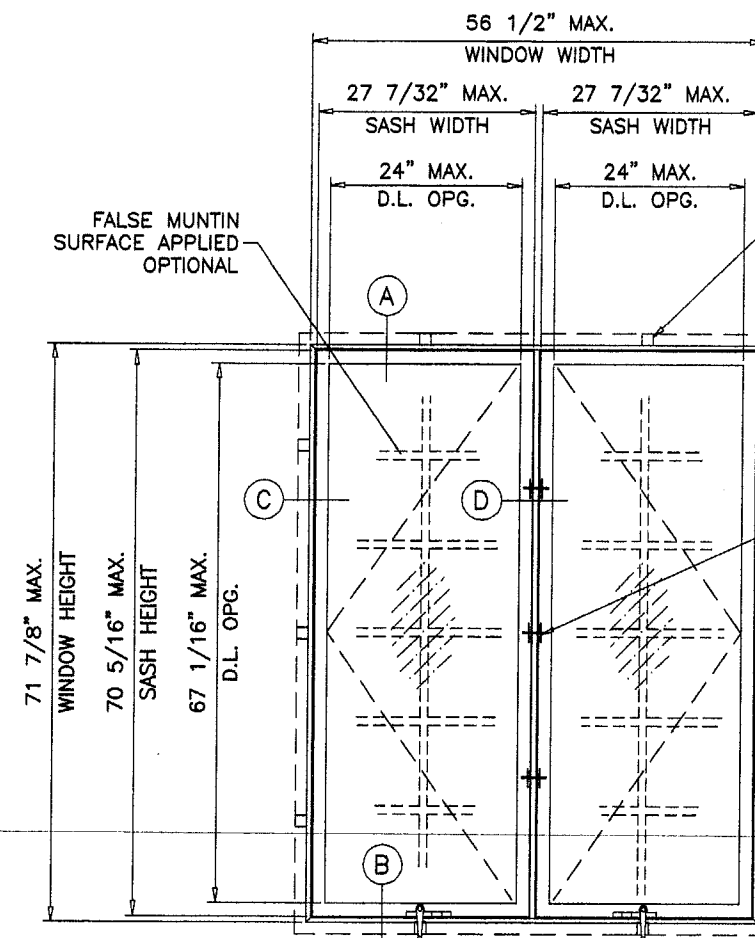 56 1/2" MAX.
WINDOW WIDTH
27 7/32" MAX.
SASH WIDTH
27 7/32" MAX.
SASH WIDTH
24" MAX.
D.L. OPG.
24" MAX.
D.L. OPG.
FALSE MUNTIN
SURFACE APPLIED
OPTIONAL
A
C
D
71 7/8" MAX.
WINDOW HEIGHT
70 5/16" MAX.
SASH HEIGHT
67 1/16" MAX.
D.L. OPG.
B